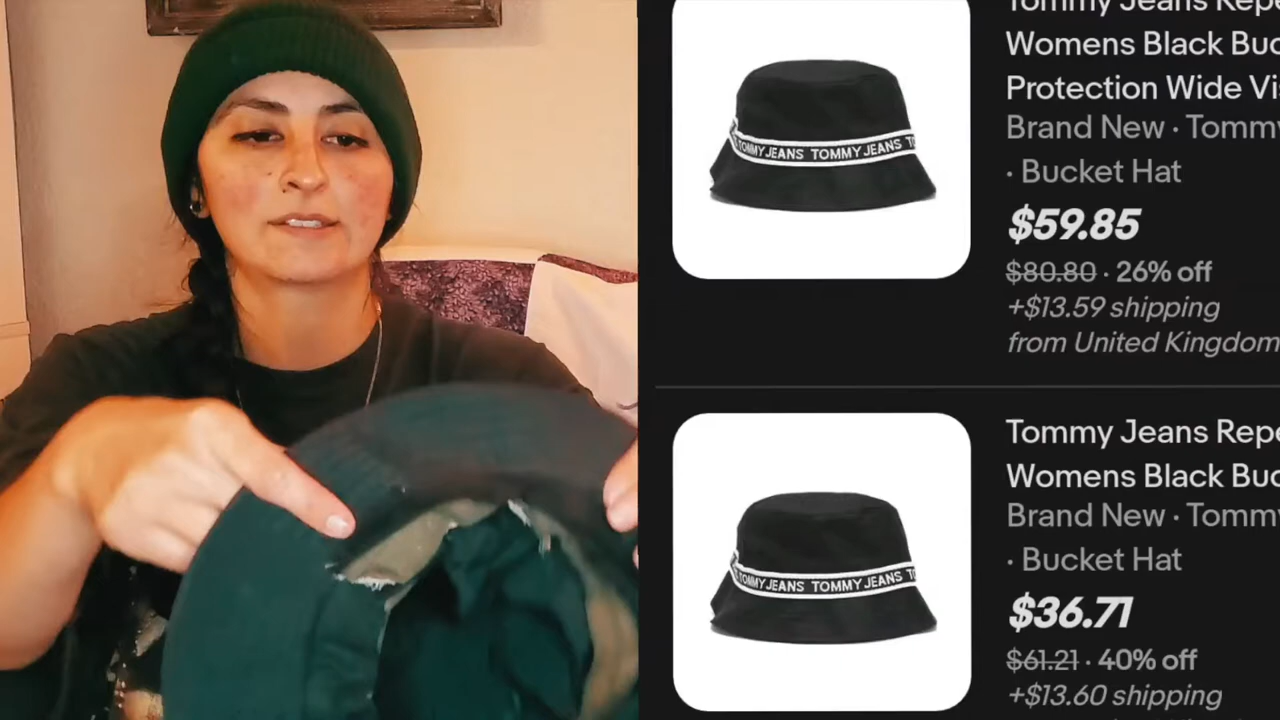 Tommy Jeans Repe
Womens Black Buc
Protection Wide Vi
Brand New · Tommy
· Bucket Hat
$59.85
$80.80 · 26% off
+$13.59 shipping
from United Kingdom
TOMMY JEANS TOMMY JEANS
Tommy Jeans Repe
Womens Black Buc
Brand New · Tommy
· Bucket Hat
$36.71
$61.21 · 40% off
+$13.60 shipping
TOMMY JEANS TOMMY JEANS